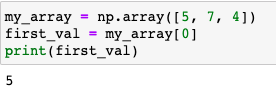 my_array = np.array([5, 7, 4])
first_val = my_array[0]
print(first_val)
5